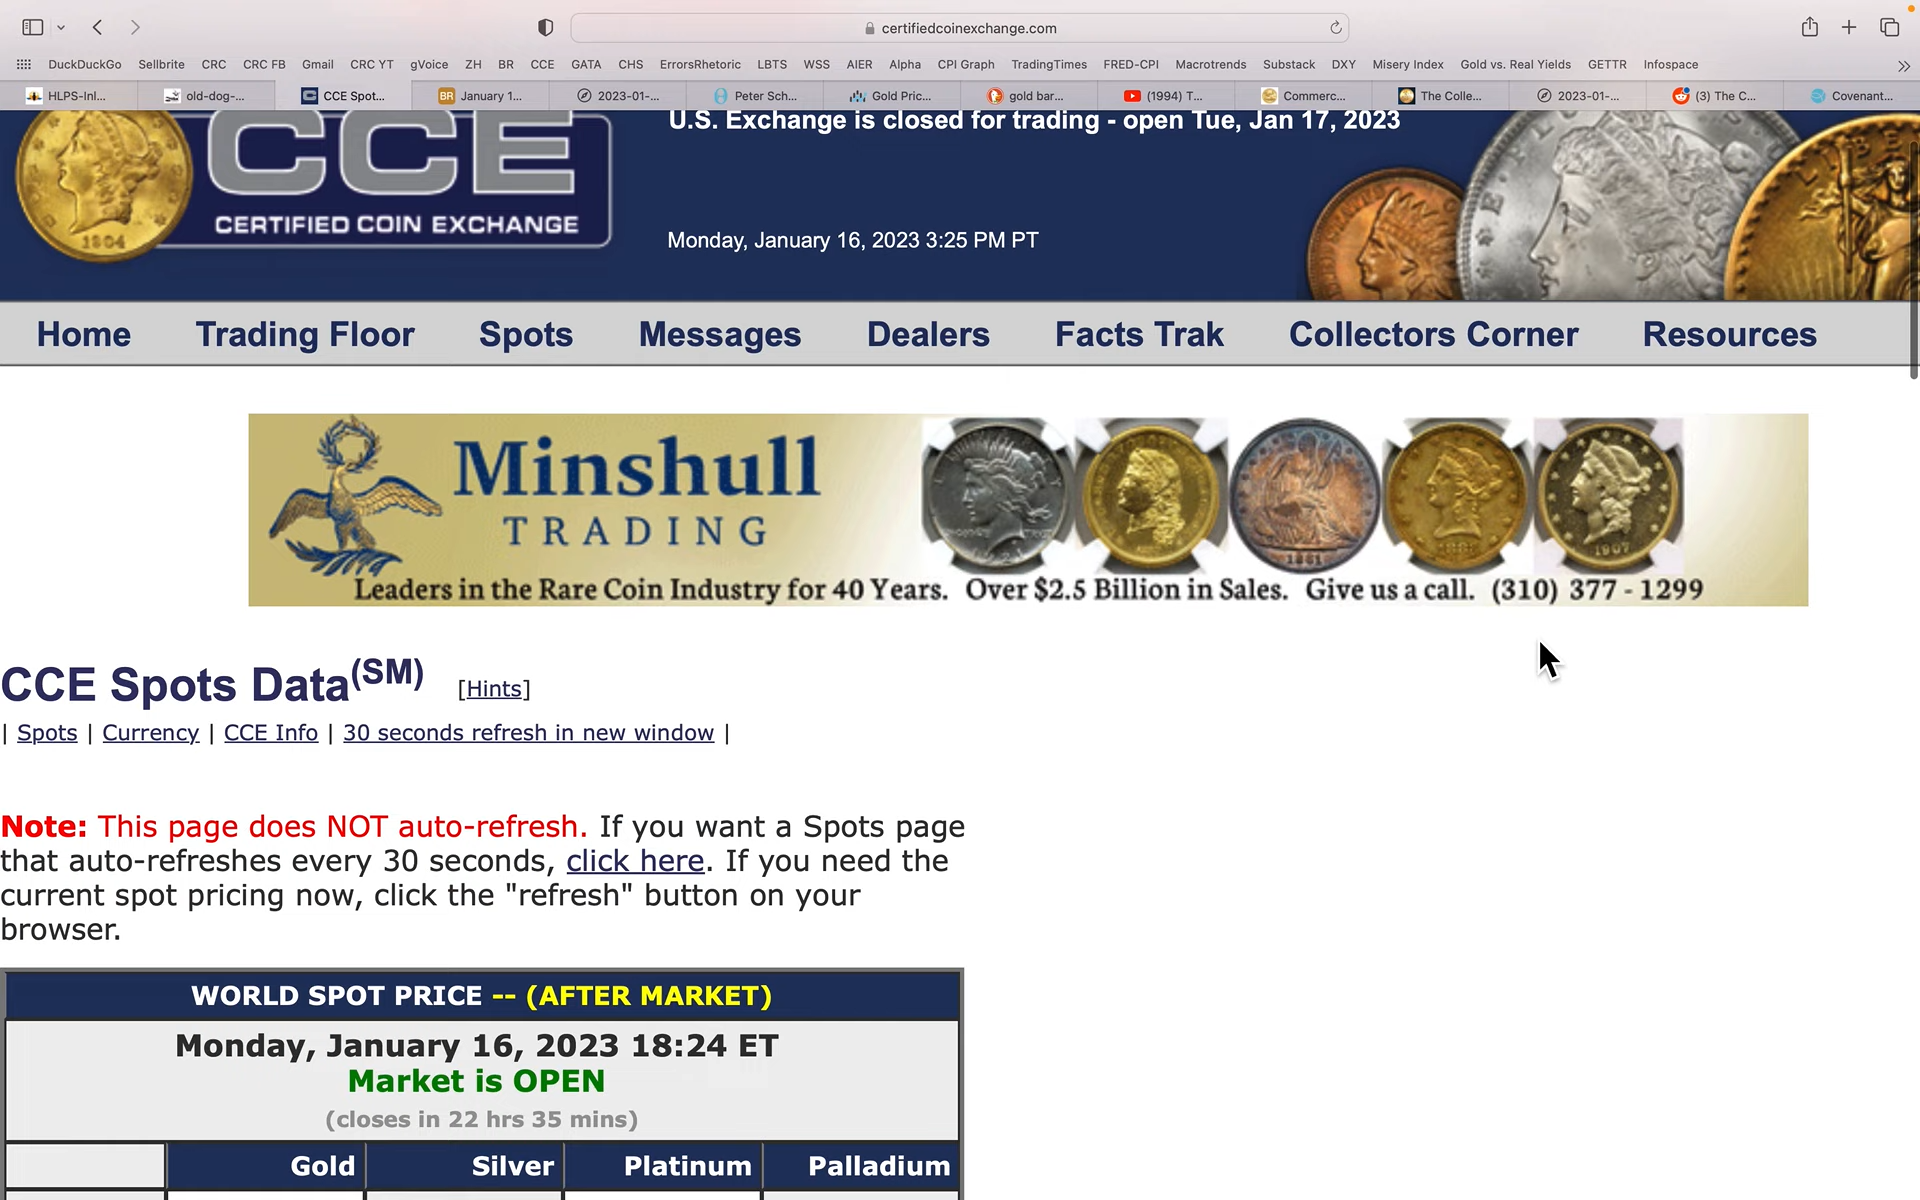 certifiedcoinexchange.com
DuckDuckGo Sellbrite CRC CRC FB Gmail CRC YT gVoice ZH BR CCE GATA CHS ErrorsRhetoric LBTS WSS AIER Alpha CPI Graph TradingTimes FRED-CPI Macrotrends Substack DXY Misery Index Gold vs. Real Yields GETTR Infospace
HLPS-Inl... old-dog-... CCE Spot... BR January 1... 2023-01-... Peter Sch... Gold Pric... gold bar... (1994) T... Commerc... The Colle... 2023-01-... (3) The C... Covenant...
U.S. Exchange is closed for trading - open Tue, Jan 17, 2023
CCE
CERTIFIED COIN EXCHANGE
1904
Monday, January 16, 2023 3:25 PM PT
Home Trading Floor Spots Messages Dealers Facts Trak Collectors Corner Resources
Minshull
TRADING
1861
1907
Leaders in the Rare Coin Industry for 40 Years. Over $2.5 Billion in Sales. Give us a call. (310) 377 - 1299
CCE Spots Data(SM) [Hints]
| Spots | Currency | CCE Info | 30 seconds refresh in new window |
Note: This page does NOT auto-refresh. If you want a Spots page
that auto-refreshes every 30 seconds, click here. If you need the
current spot pricing now, click the "refresh" button on your
browser.
WORLD SPOT PRICE -- (AFTER MARKET)
Monday, January 16, 2023 18:24 ET
Market is OPEN
(closes in 22 hrs 35 mins)
Gold Silver Platinum Palladium